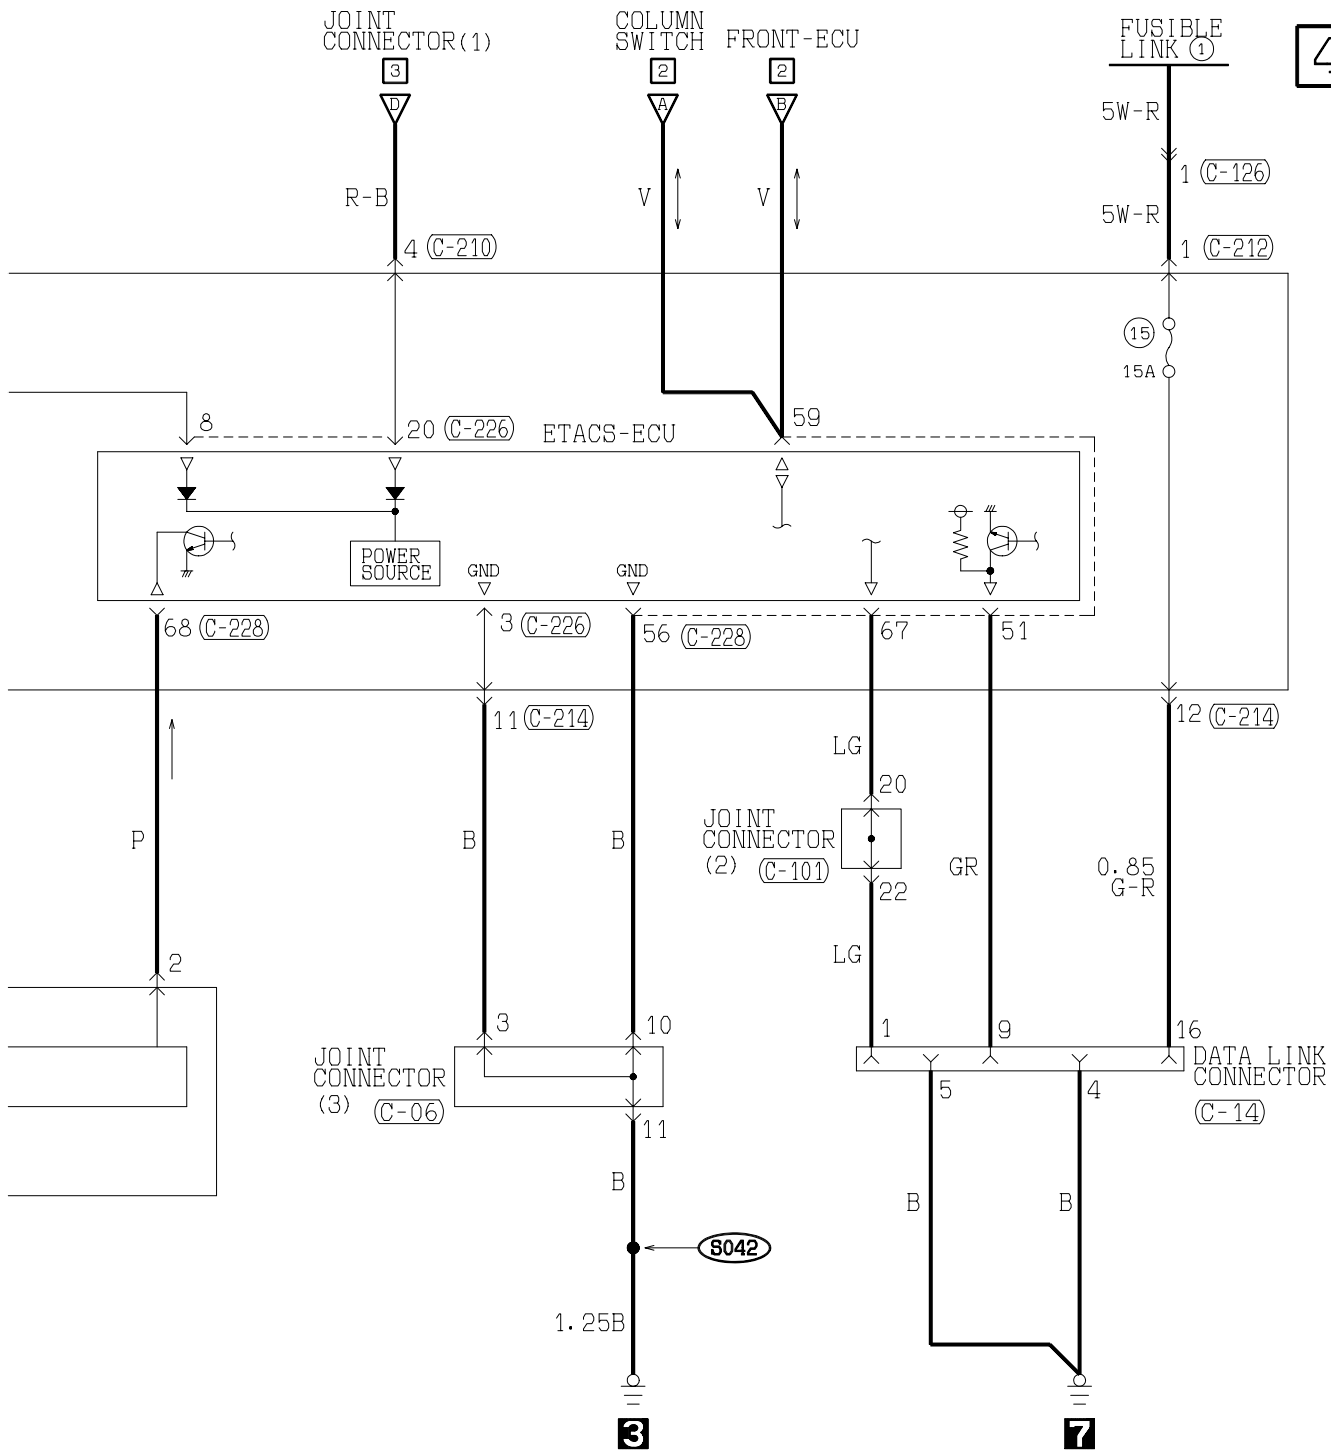 JOINT
CONNECTOR(1)
3
D
COLUMN
SWITCH
2
A
FRONT-ECU
2
B
FUSIBLE
LINK 1
5W-R
1 C-126
R-B
V
V
5W-R
4 C-210
1 C-212
15
15A
8
20 C-226
ETACS-ECU
59
POWER
SOURCE
GND
GND
68 C-228
3 C-226
56 C-228
67
51
11 C-214
12 C-214
LG
20
P
B
B
JOINT
CONNECTOR
(2) C-101
GR
0.85
G-R
22
LG
2
3
10
1
9
16
JOINT
CONNECTOR
(3) C-06
DATA LINK
CONNECTOR
C-14
5
4
11
B
B
B
S042
1.25B
3
7